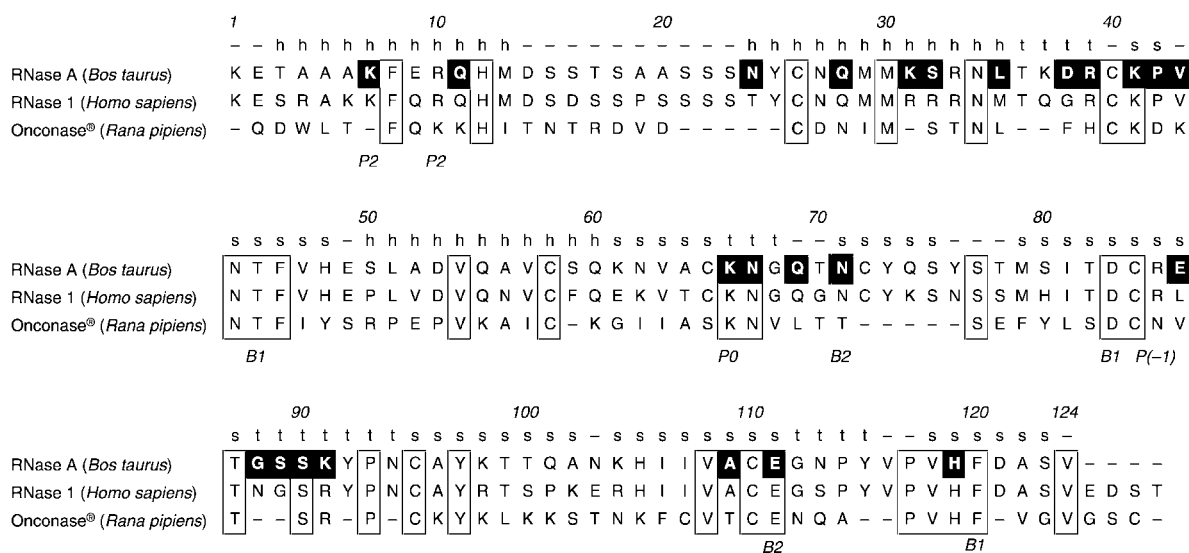 1 10 20 30 40
– – h h h h h h h h h h h – – – – – – – – – – h h h h h h h h h h h h t t t t – s s –
RNase A (Bos taurus) K E T A A A K F E R Q H M D S S T S A A S S S N Y C N Q M M K S R N L T K D R C K P V
RNase 1 (Homo sapiens) K E S R A K K F Q R Q H M D S D S S P S S S S T Y C N Q M M R R R N M T Q G R C K P V
Onconase® (Rana pipiens) – Q D W L T – F Q K K H I T N T R D V D – – – – – C D N I M – S T N L – – F H C K D K
P2 P2
50 60 70 80
s s s s s – h h h h h h h h h h h s s s s s t t t – – s s s s s – – – s s s s s s s s
RNase A (Bos taurus) N T F V H E S L A D V Q A V C S Q K N V A C K N G Q T N C Y Q S Y S T M S I T D C R E
RNase 1 (Homo sapiens) N T F V H E P L V D V Q N V C F Q E K V T C K N G Q G N C Y K S N S S M H I T D C R L
Onconase® (Rana pipiens) N T F I Y S R P E P V K A I C – K G I I A S K N V L T T – – – – – S E F Y L S D C N V
B1 P0 B2 B1 P(–1)
90 100 110 120 124
s t t t t t t t s s s s s s s s – s s s s s s s s t t t t – – s s s s s s –
RNase A (Bos taurus) T G S S K Y P N C A Y K T T Q A N K H I I V A C E G N P Y V P V H F D A S V – – – –
RNase 1 (Homo sapiens) T N G S R Y P N C A Y R T S P K E R H I I V A C E G S P Y V P V H F D A S V E D S T
Onconase® (Rana pipiens) T – – S R – P – C K Y K L K K S T N K F C V T C E N Q A – – P V H F – V G V G S C –
B2 B1